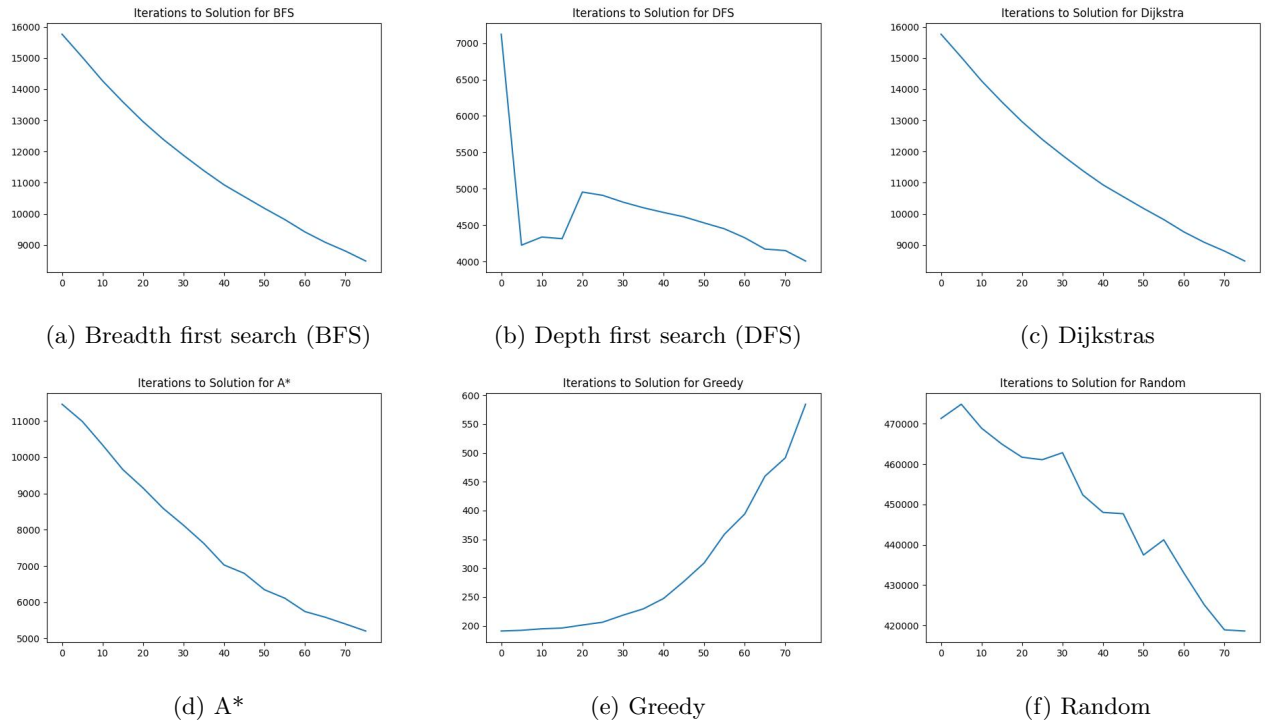 Iterations to Solution for BFS
16000
15000
14000
13000
12000
11000
10000
9000
0 10 20 30 40 50 60 70
(a) Breadth first search (BFS)
Iterations to Solution for DFS
7000
6500
6000
5500
5000
4500
4000
0 10 20 30 40 50 60 70
(b) Depth first search (DFS)
Iterations to Solution for Dijkstra
16000
15000
14000
13000
12000
11000
10000
9000
0 10 20 30 40 50 60 70
(c) Dijkstras
Iterations to Solution for A*
11000
10000
9000
8000
7000
6000
5000
0 10 20 30 40 50 60 70
(d) A*
Iterations to Solution for Greedy
600
550
500
450
400
350
300
250
200
0 10 20 30 40 50 60 70
(e) Greedy
Iterations to Solution for Random
470000
460000
450000
440000
430000
420000
0 10 20 30 40 50 60 70
(f) Random